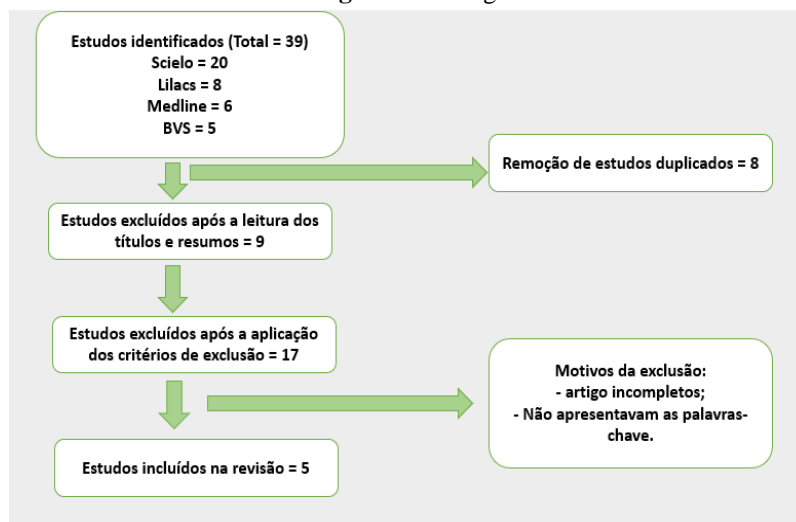 Estudos identificados (Total = 39)
Scielo = 20
Lilacs = 8
Medline = 6
BVS = 5
Remoção de estudos duplicados = 8
Estudos excluídos após a leitura dos
títulos e resumos = 9
Estudos excluídos após a aplicação
dos critérios de exclusão = 17
Motivos da exclusão:
- artigo incompletos;
- Não apresentavam as palavras-
chave.
Estudos incluídos na revisão = 5